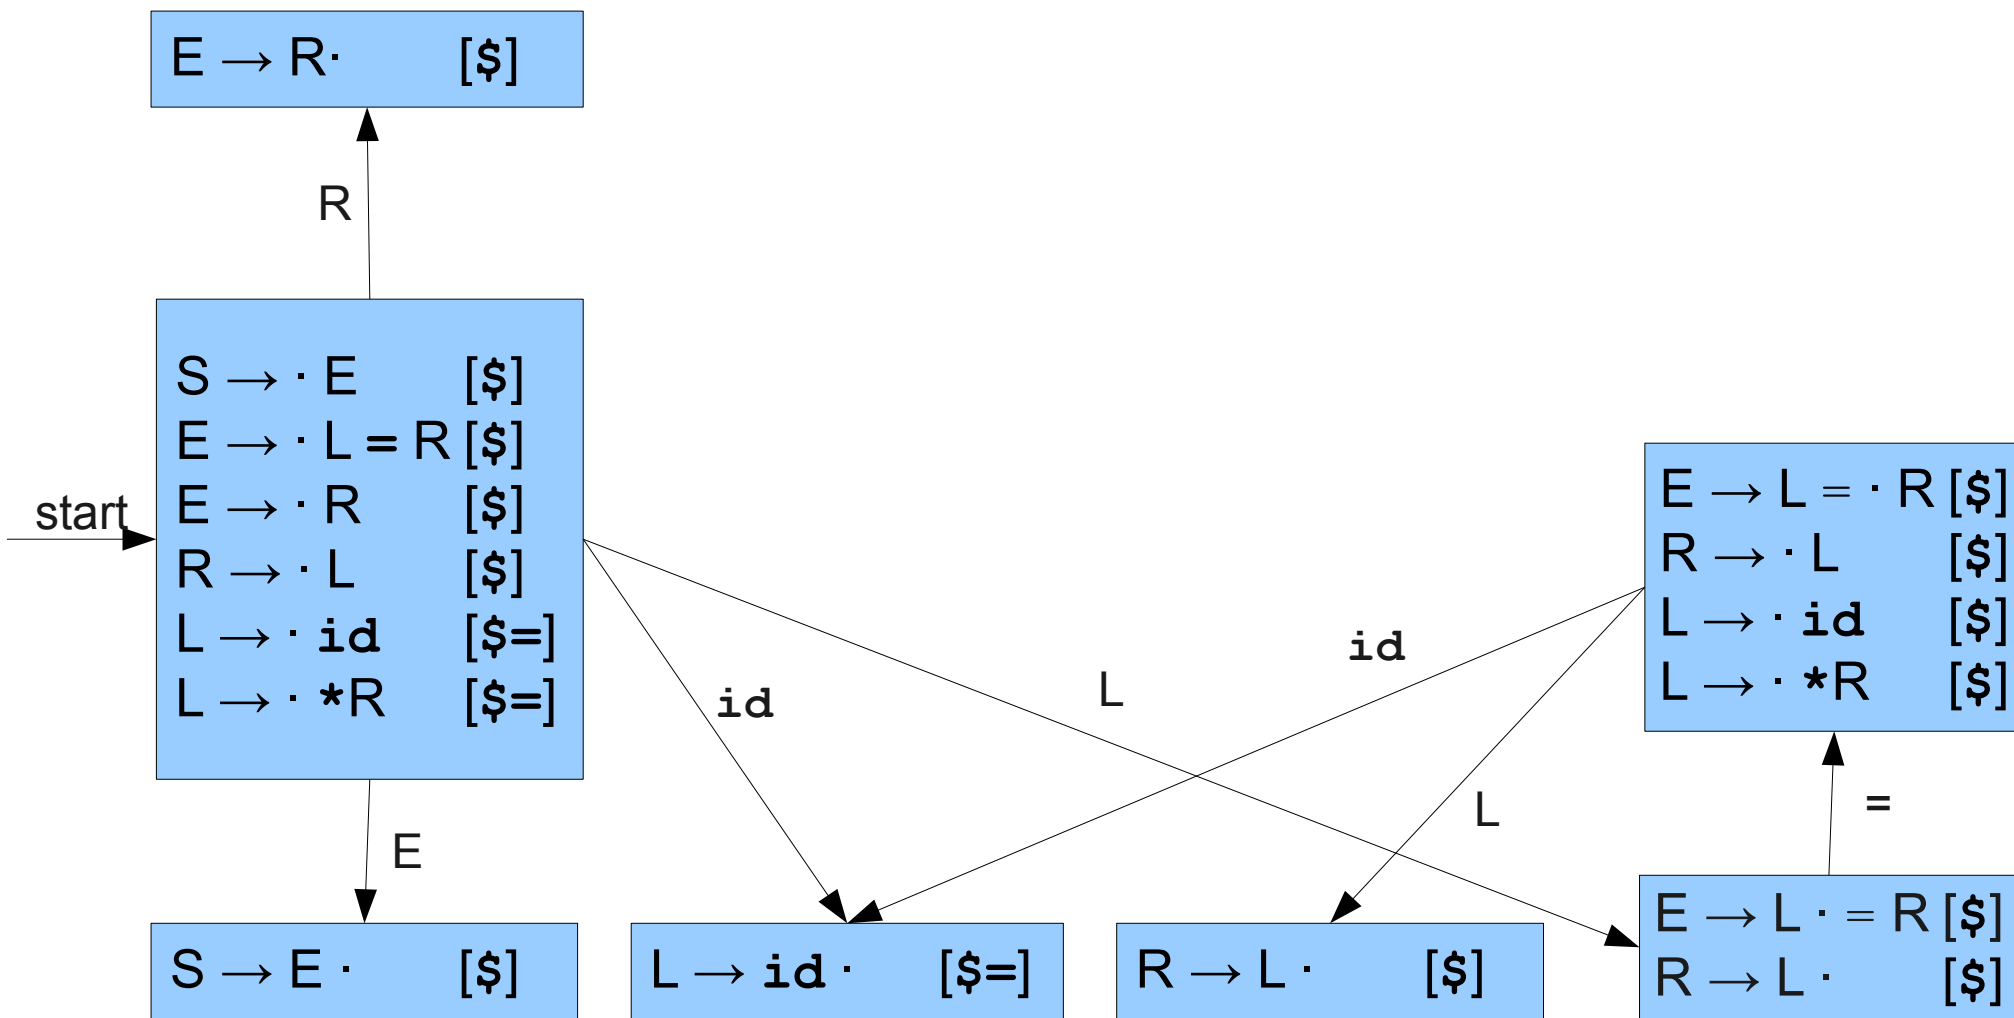 E → R· [$]
R
S → · E [$]
E → · L = R [$]
E → · R [$]
R → · L [$]
L → · id [$=]
L → · *R [$=]
start
E → L = · R [$]
R → · L [$]
L → · id [$]
L → · *R [$]
id
id
L
L
=
E
S → E · [$]
L → id · [$=]
R → L · [$]
E → L · = R [$]
R → L · [$]